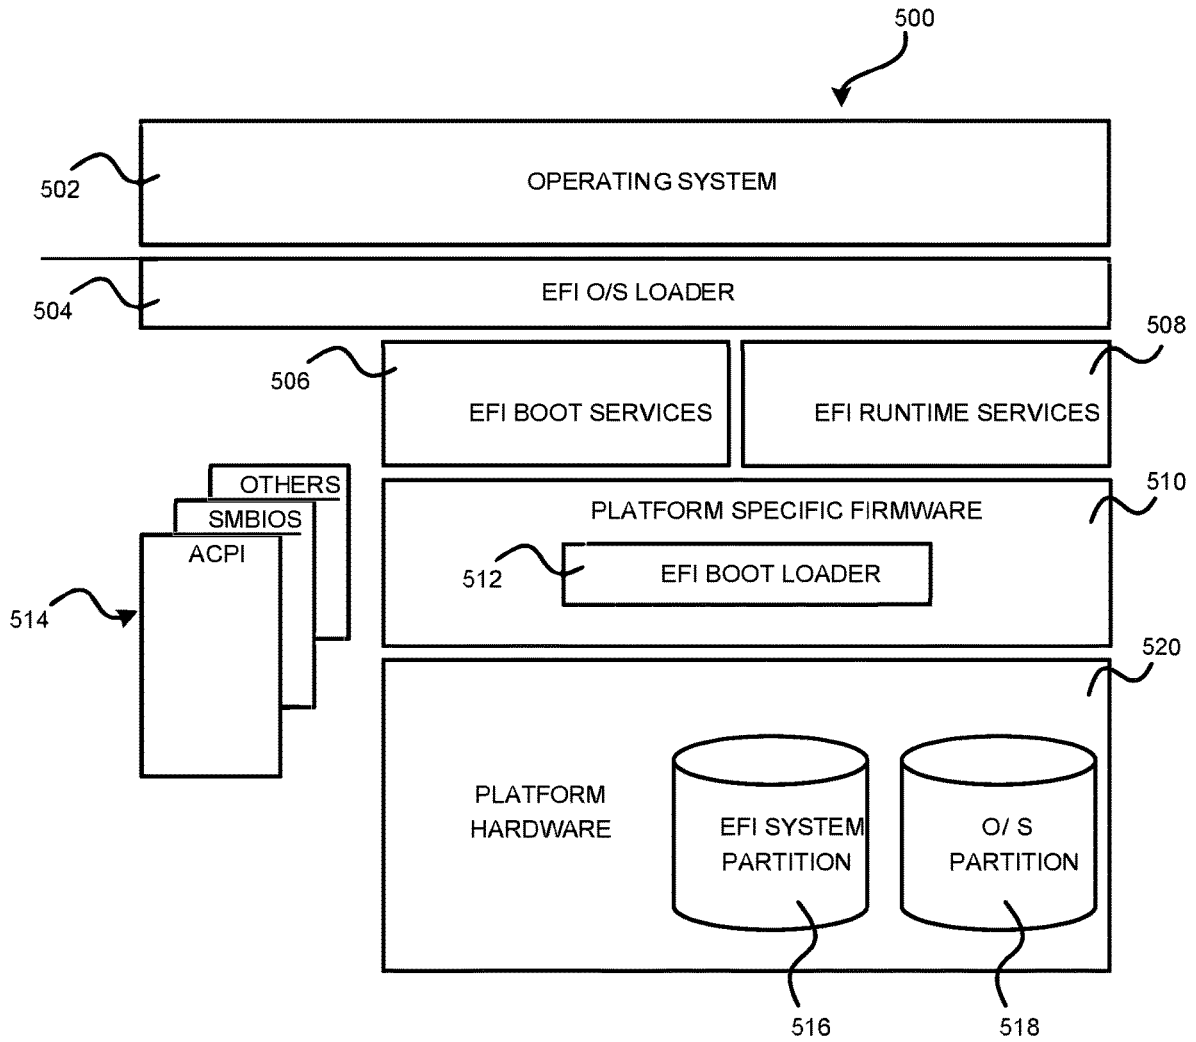 500
502
OPERATING SYSTEM
504
EFI O/S LOADER
506
508
EFI BOOT SERVICES
EFI RUNTIME SERVICES
510
OTHERS
SMBIOS
ACPI
514
PLATFORM SPECIFIC FIRMWARE
512
EFI BOOT LOADER
520
PLATFORM
HARDWARE
EFI SYSTEM
PARTITION
O/ S
PARTITION
516
518